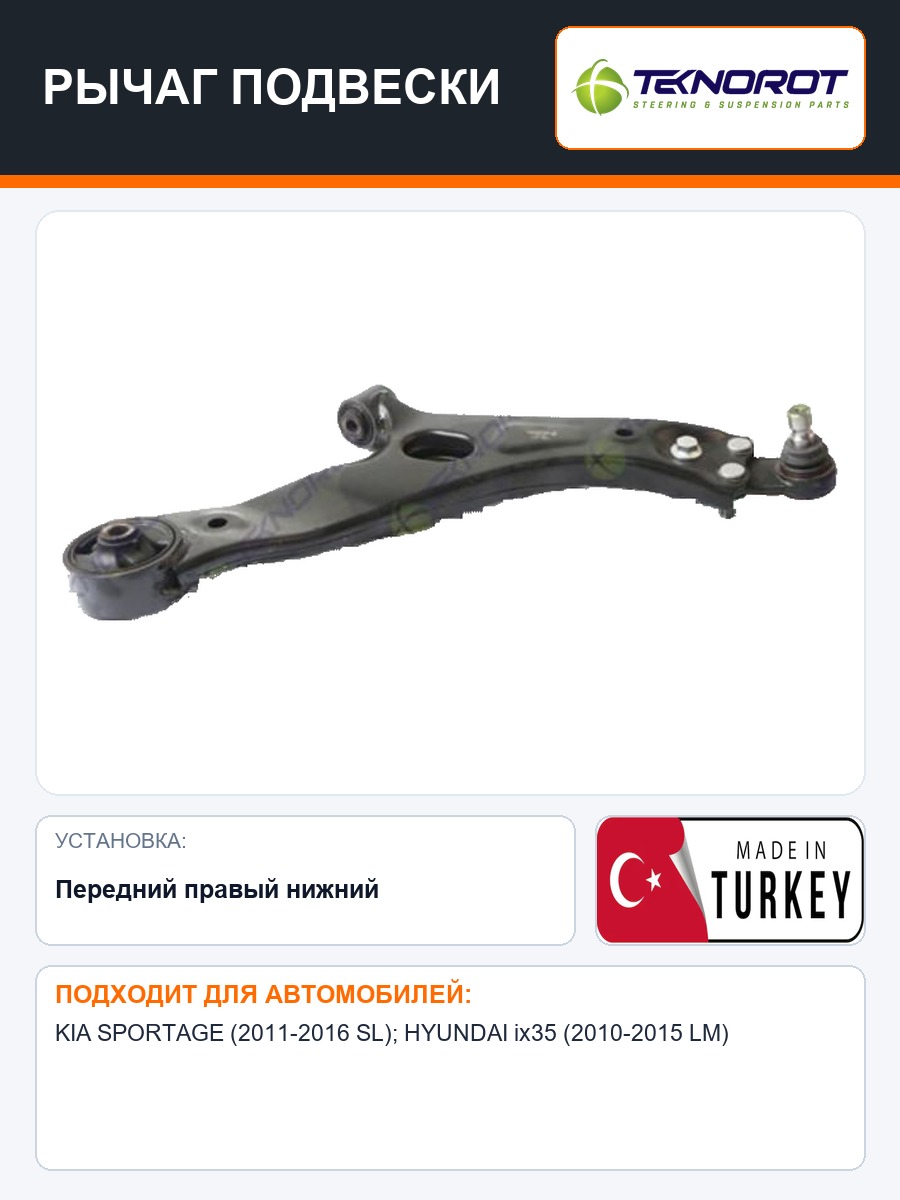 РЫЧАГ ПОДВЕСКИ
TEKNOROT
STEERING & SUSPENSION PARTS
TEKNOROT
УСТАНОВКА:
Передний правый нижний
MADE IN
TURKEY
ПОДХОДИТ ДЛЯ АВТОМОБИЛЕЙ:
KIA SPORTAGE (2011-2016 SL); HYUNDAI ix35 (2010-2015 LM)